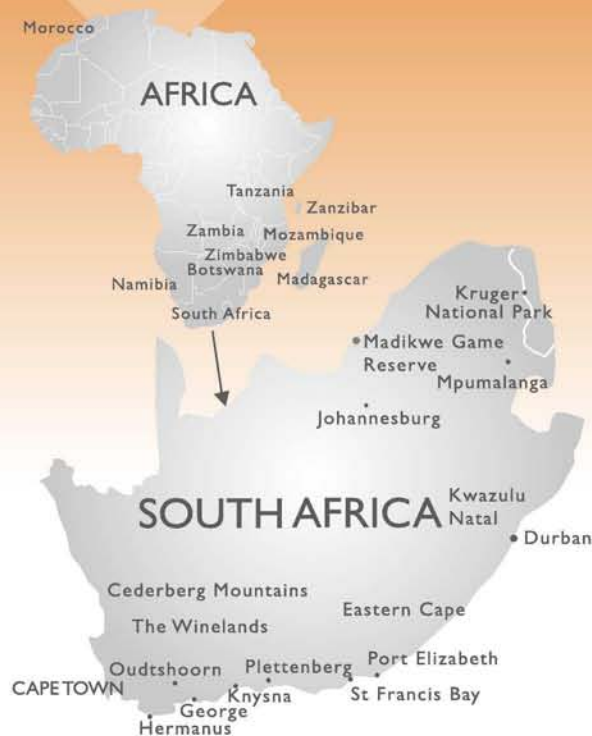 Morocco
AFRICA
Tanzania
Zanzibar
Zambia
Mozambique
Zimbabwe
Botswana
Namibia
Madagascar
South Africa
Kruger
National Park
Madikwe Game
Reserve
Mpumalanga
Johannesburg
SOUTH AFRICA
Kwazulu
Natal
Durban
Cederberg Mountains
Eastern Cape
The Winelands
Oudtshoorn
Plettenberg
Port Elizabeth
CAPE TOWN
Knysna
St Francis Bay
George
Hermanus